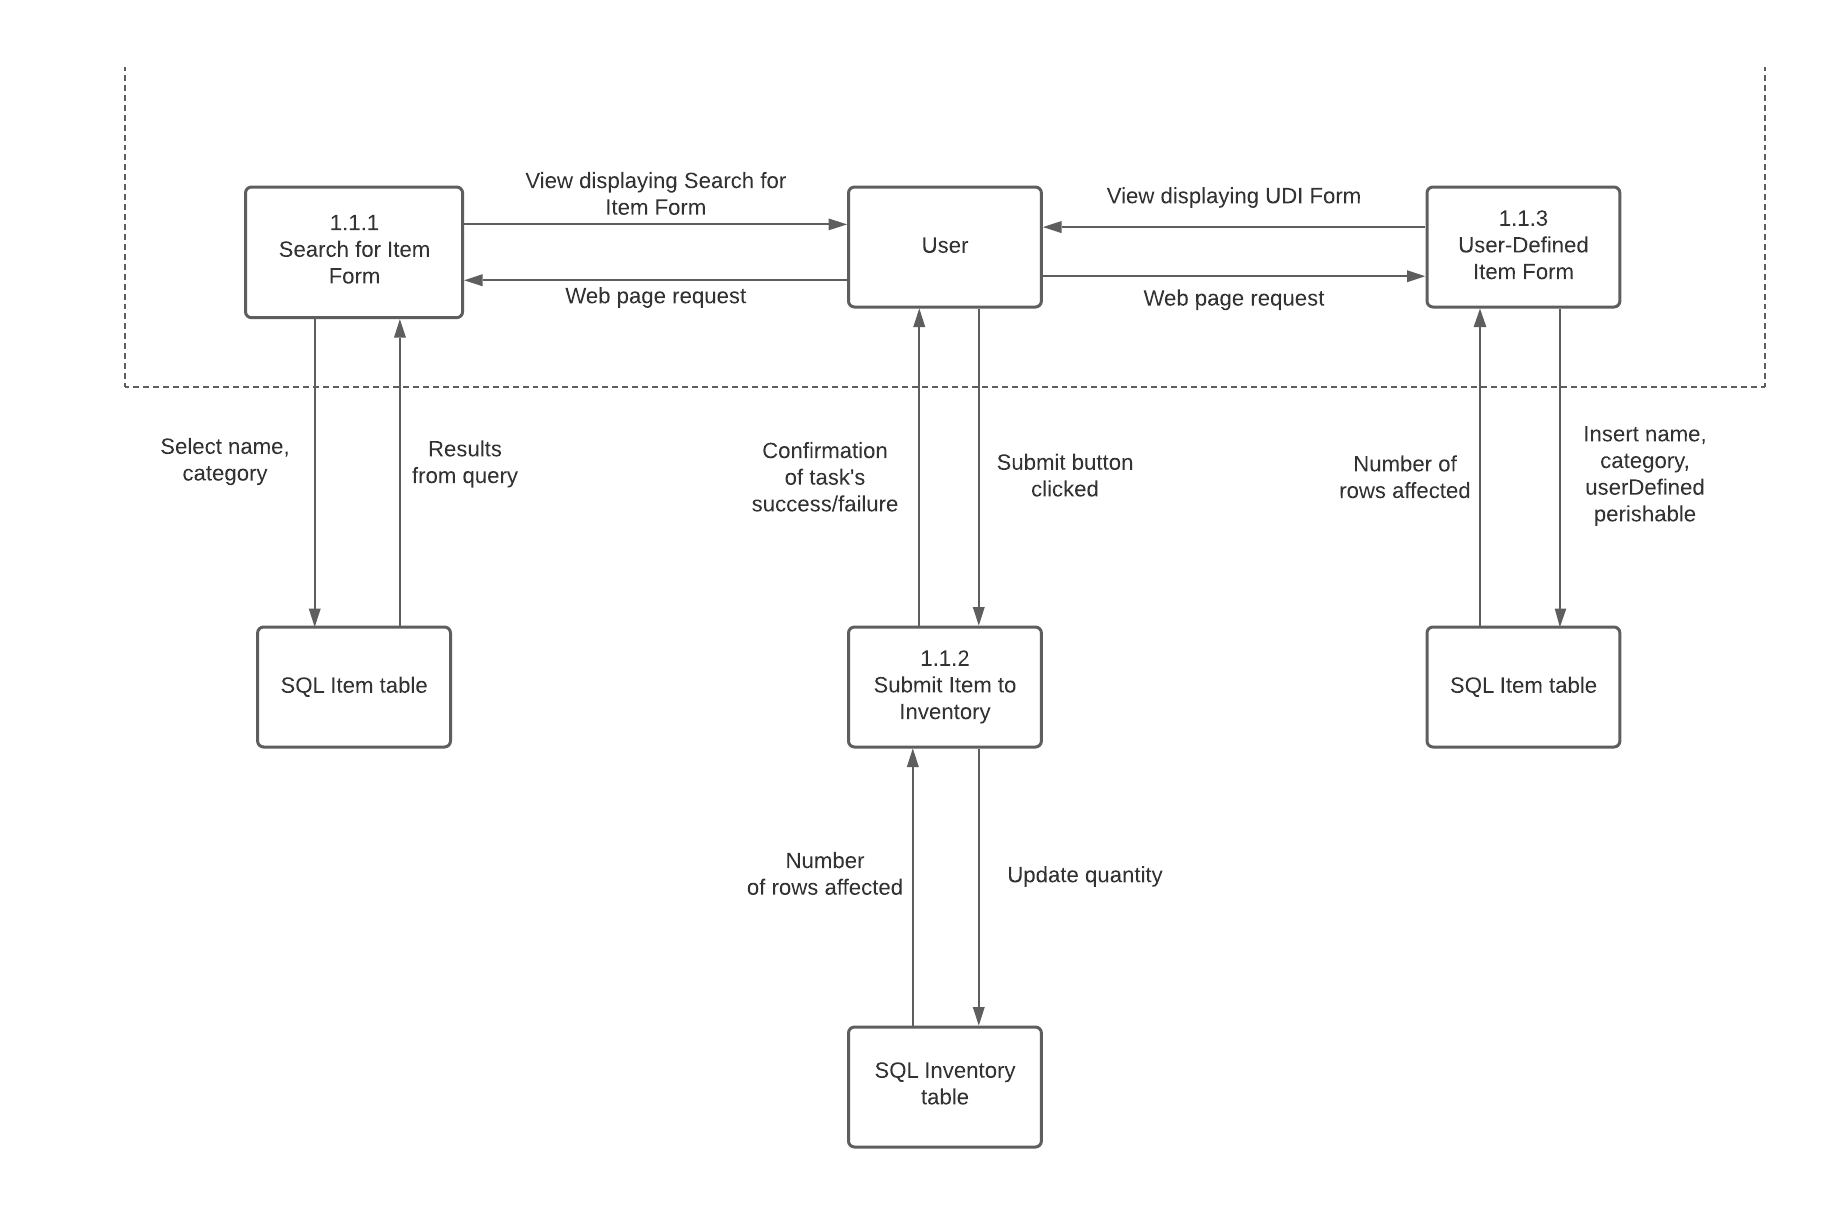 View displaying Search for
Item Form
View displaying UDI Form
1.1.1
Search for Item
Form
User
1.1.3
User-Defined
Item Form
Web page request
Web page request
Select name,
category
Results
from query
Confirmation
of task's
success/failure
Submit button
clicked
Number of
rows affected
Insert name,
category,
userDefined
perishable
SQL Item table
1.1.2
Submit Item to
Inventory
SQL Item table
Number
of rows affected
Update quantity
SQL Inventory
table